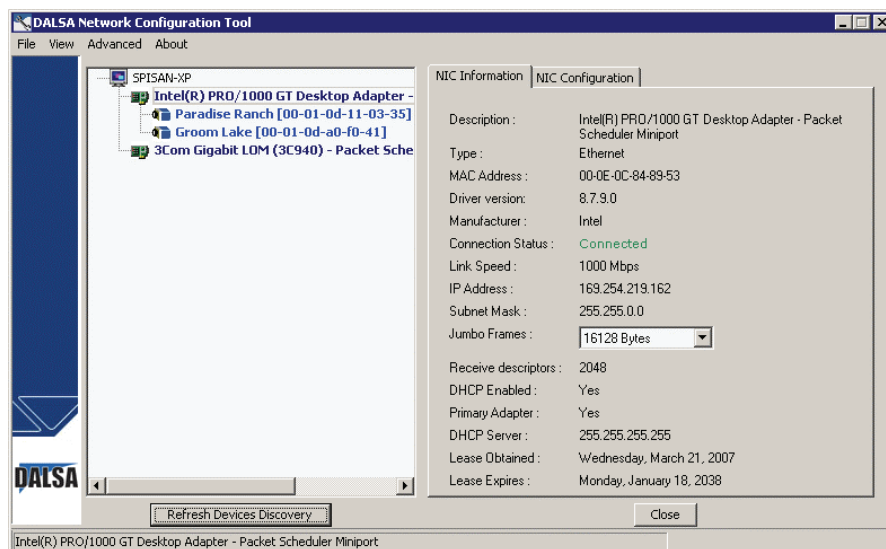 DALSA Network Configuration Tool
File View Advanced About
SPISAN-XP
Intel(R) PRO/1000 GT Desktop Adapter -
Paradise Ranch [00-01-0d-11-03-35]
Groom Lake [00-01-0d-a0-f0-41]
3Com Gigabit LOM (3C940) - Packet Sche
NIC Information NIC Configuration
Description : Intel(R) PRO/1000 GT Desktop Adapter - Packet
Scheduler Miniport
Type : Ethernet
MAC Address : 00-0E-0C-84-89-53
Driver version: 8.7.9.0
Manufacturer : Intel
Connection Status : Connected
Link Speed : 1000 Mbps
IP Address : 169.254.219.162
Subnet Mask : 255.255.0.0
Jumbo Frames : 16128 Bytes
Receive descriptors : 2048
DHCP Enabled : Yes
Primary Adapter : Yes
DHCP Server : 255.255.255.255
Lease Obtained : Wednesday, March 21, 2007
Lease Expires : Monday, January 18, 2038
DALSA
Refresh Devices Discovery
Close
Intel(R) PRO/1000 GT Desktop Adapter - Packet Scheduler Miniport